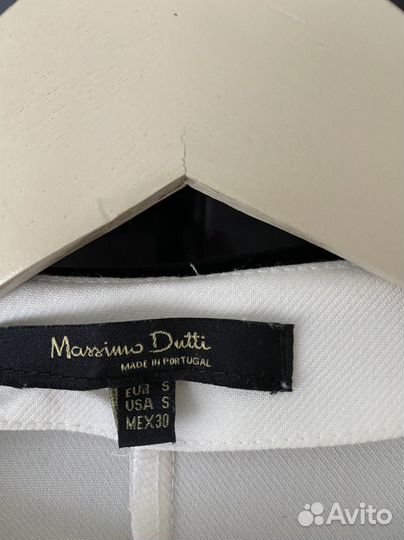 Massimo Dutti
MADE IN PORTUGAL
EUR S
USA S
MEX30
Avito